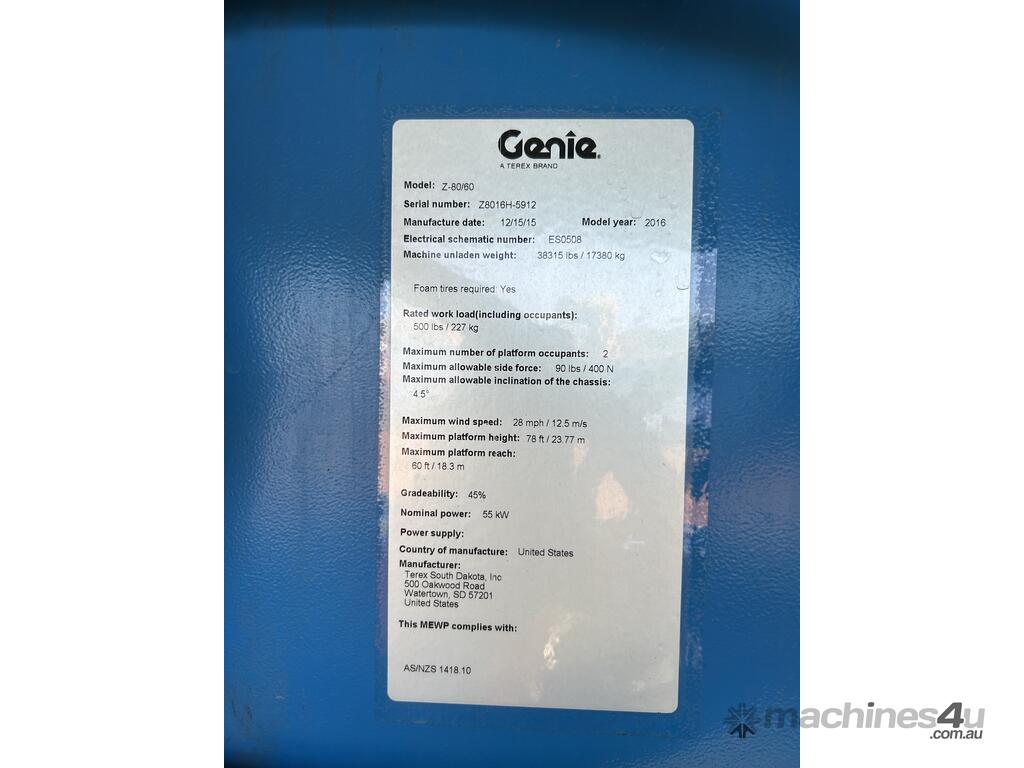 Genie
A TEREX BRAND
Model: Z-80/60
Serial number: Z8016H-5912
Manufacture date: 12/15/15 Model year: 2016
Electrical schematic number: ES0508
Machine unladen weight: 38315 lbs / 17380 kg
Foam tires required: Yes
Rated work load(including occupants):
500 lbs / 227 kg
Maximum number of platform occupants: 2
Maximum allowable side force: 90 lbs / 400 N
Maximum allowable inclination of the chassis:
4.5°
Maximum wind speed: 28 mph / 12.5 m/s
Maximum platform height: 78 ft / 23.77 m
Maximum platform reach:
60 ft / 18.3 m
Gradeability: 45%
Nominal power: 55 kW
Power supply:
Country of manufacture: United States
Manufacturer:
Terex South Dakota, Inc
500 Oakwood Road
Watertown, SD 57201
United States
This MEWP complies with:
AS/NZS 1418.10
machines4u
.com.au